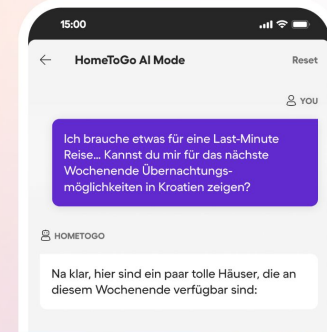 15:00
HomeToGo AI Mode
Reset
YOU
Ich brauche etwas für eine Last-Minute
Reise... Kannst du mir für das nächste
Wochenende Übernachtungs-
möglichkeiten in Kroatien zeigen?
HOMETOGO
Na klar, hier sind ein paar tolle Häuser, die an
diesem Wochenende verfügbar sind: